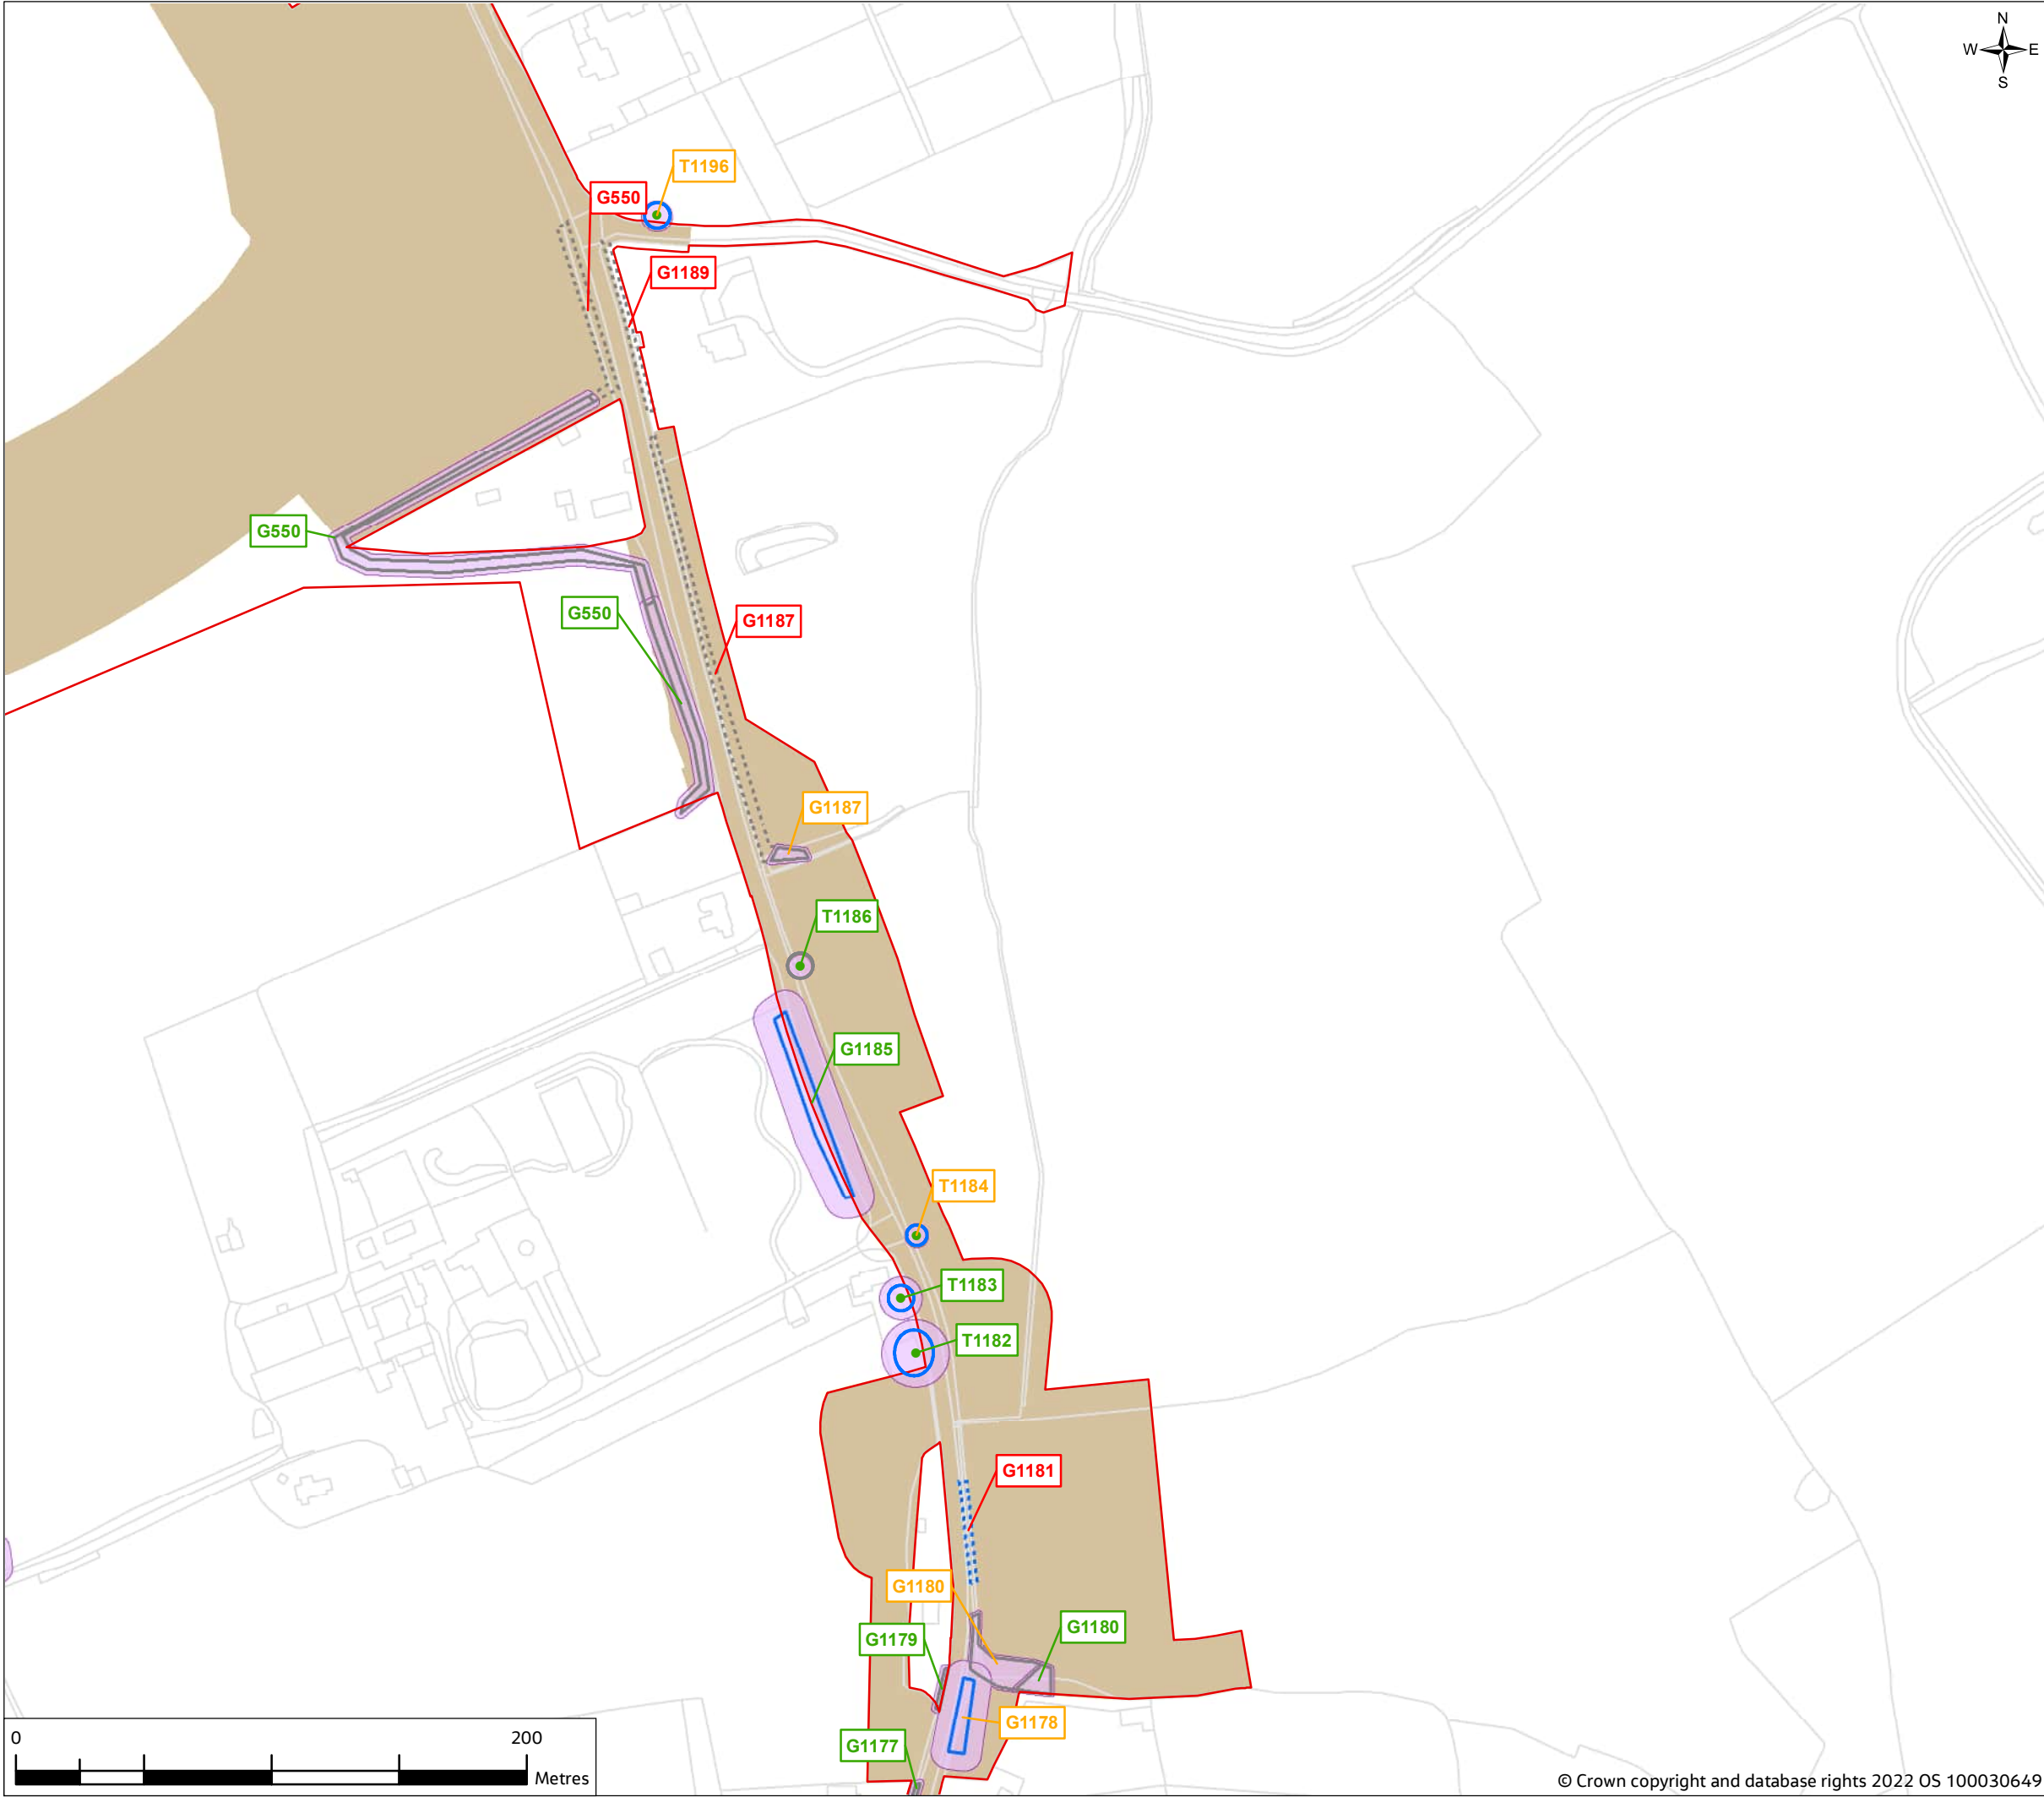 N
W E
S
T1196
G550
G1189
G550
G550
G1187
G1187
T1186
G1185
T1184
T1183
T1182
G1181
G1180
G1180
G1179
G1178
G1177
0 200
Metres
© Crown copyright and database rights 2022 OS 100030649